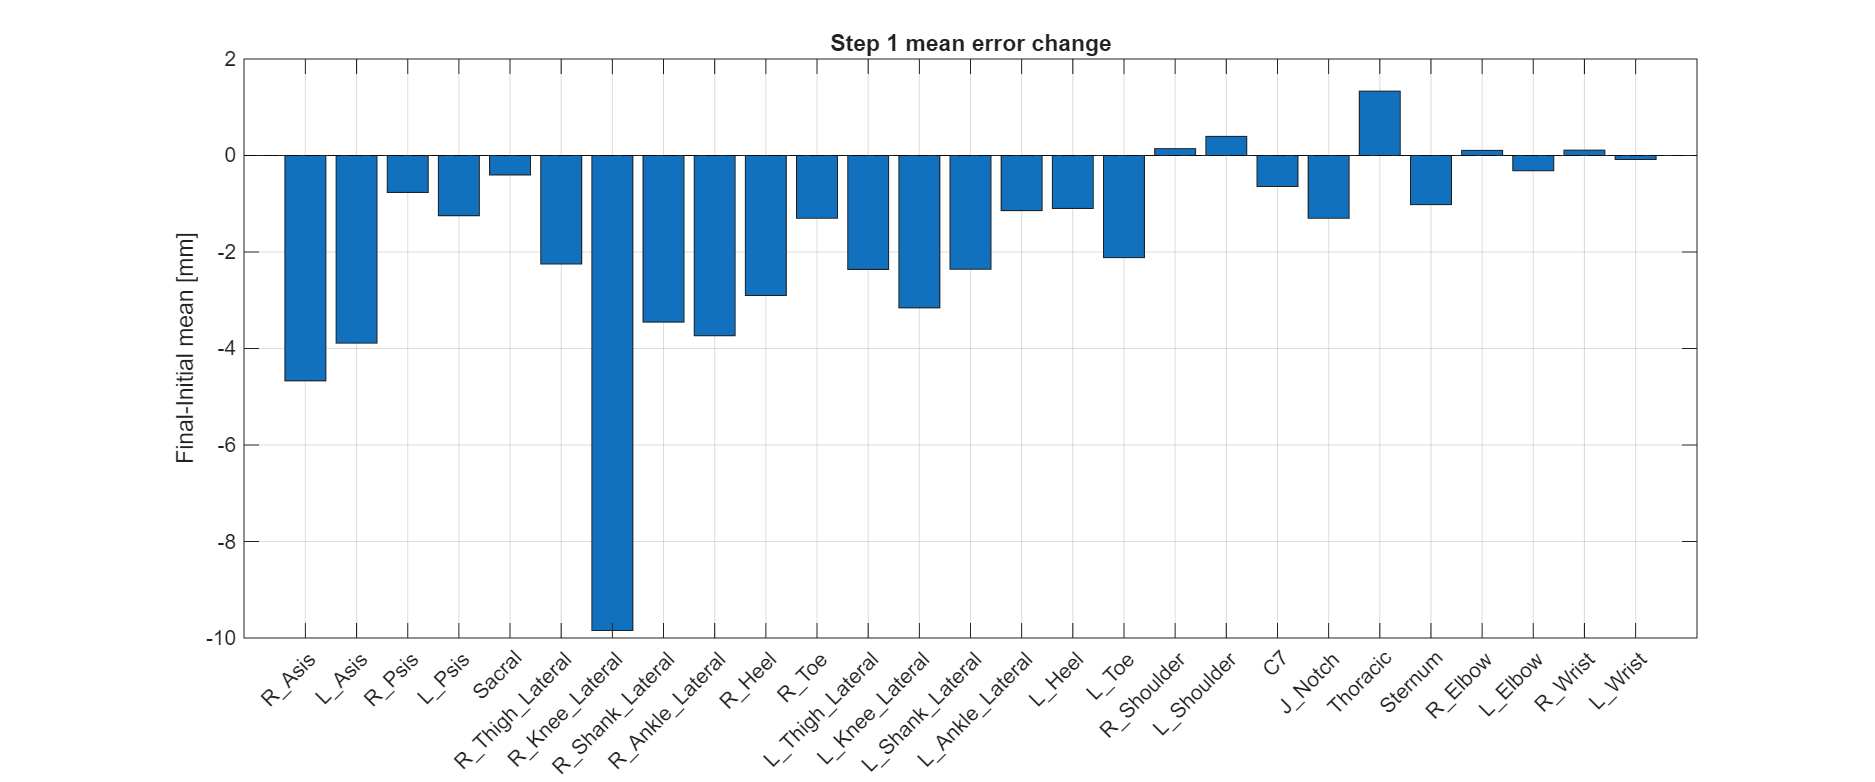 Step 1 mean error change
Final-Initial mean [mm]
2
0
-2
-4
-6
-8
-10
R_Asis
L_Asis
R_Psis
L_Psis
Sacral
R_Thigh_Lateral
R_Knee_Lateral
R_Shank_Lateral
R_Ankle_Lateral
R_Heel
R_Toe
L_Thigh_Lateral
L_Knee_Lateral
L_Shank_Lateral
L_Ankle_Lateral
L_Heel
L_Toe
R_Shoulder
L_Shoulder
C7
J_Notch
Thoracic
Sternum
R_Elbow
L_Elbow
R_Wrist
L_Wrist